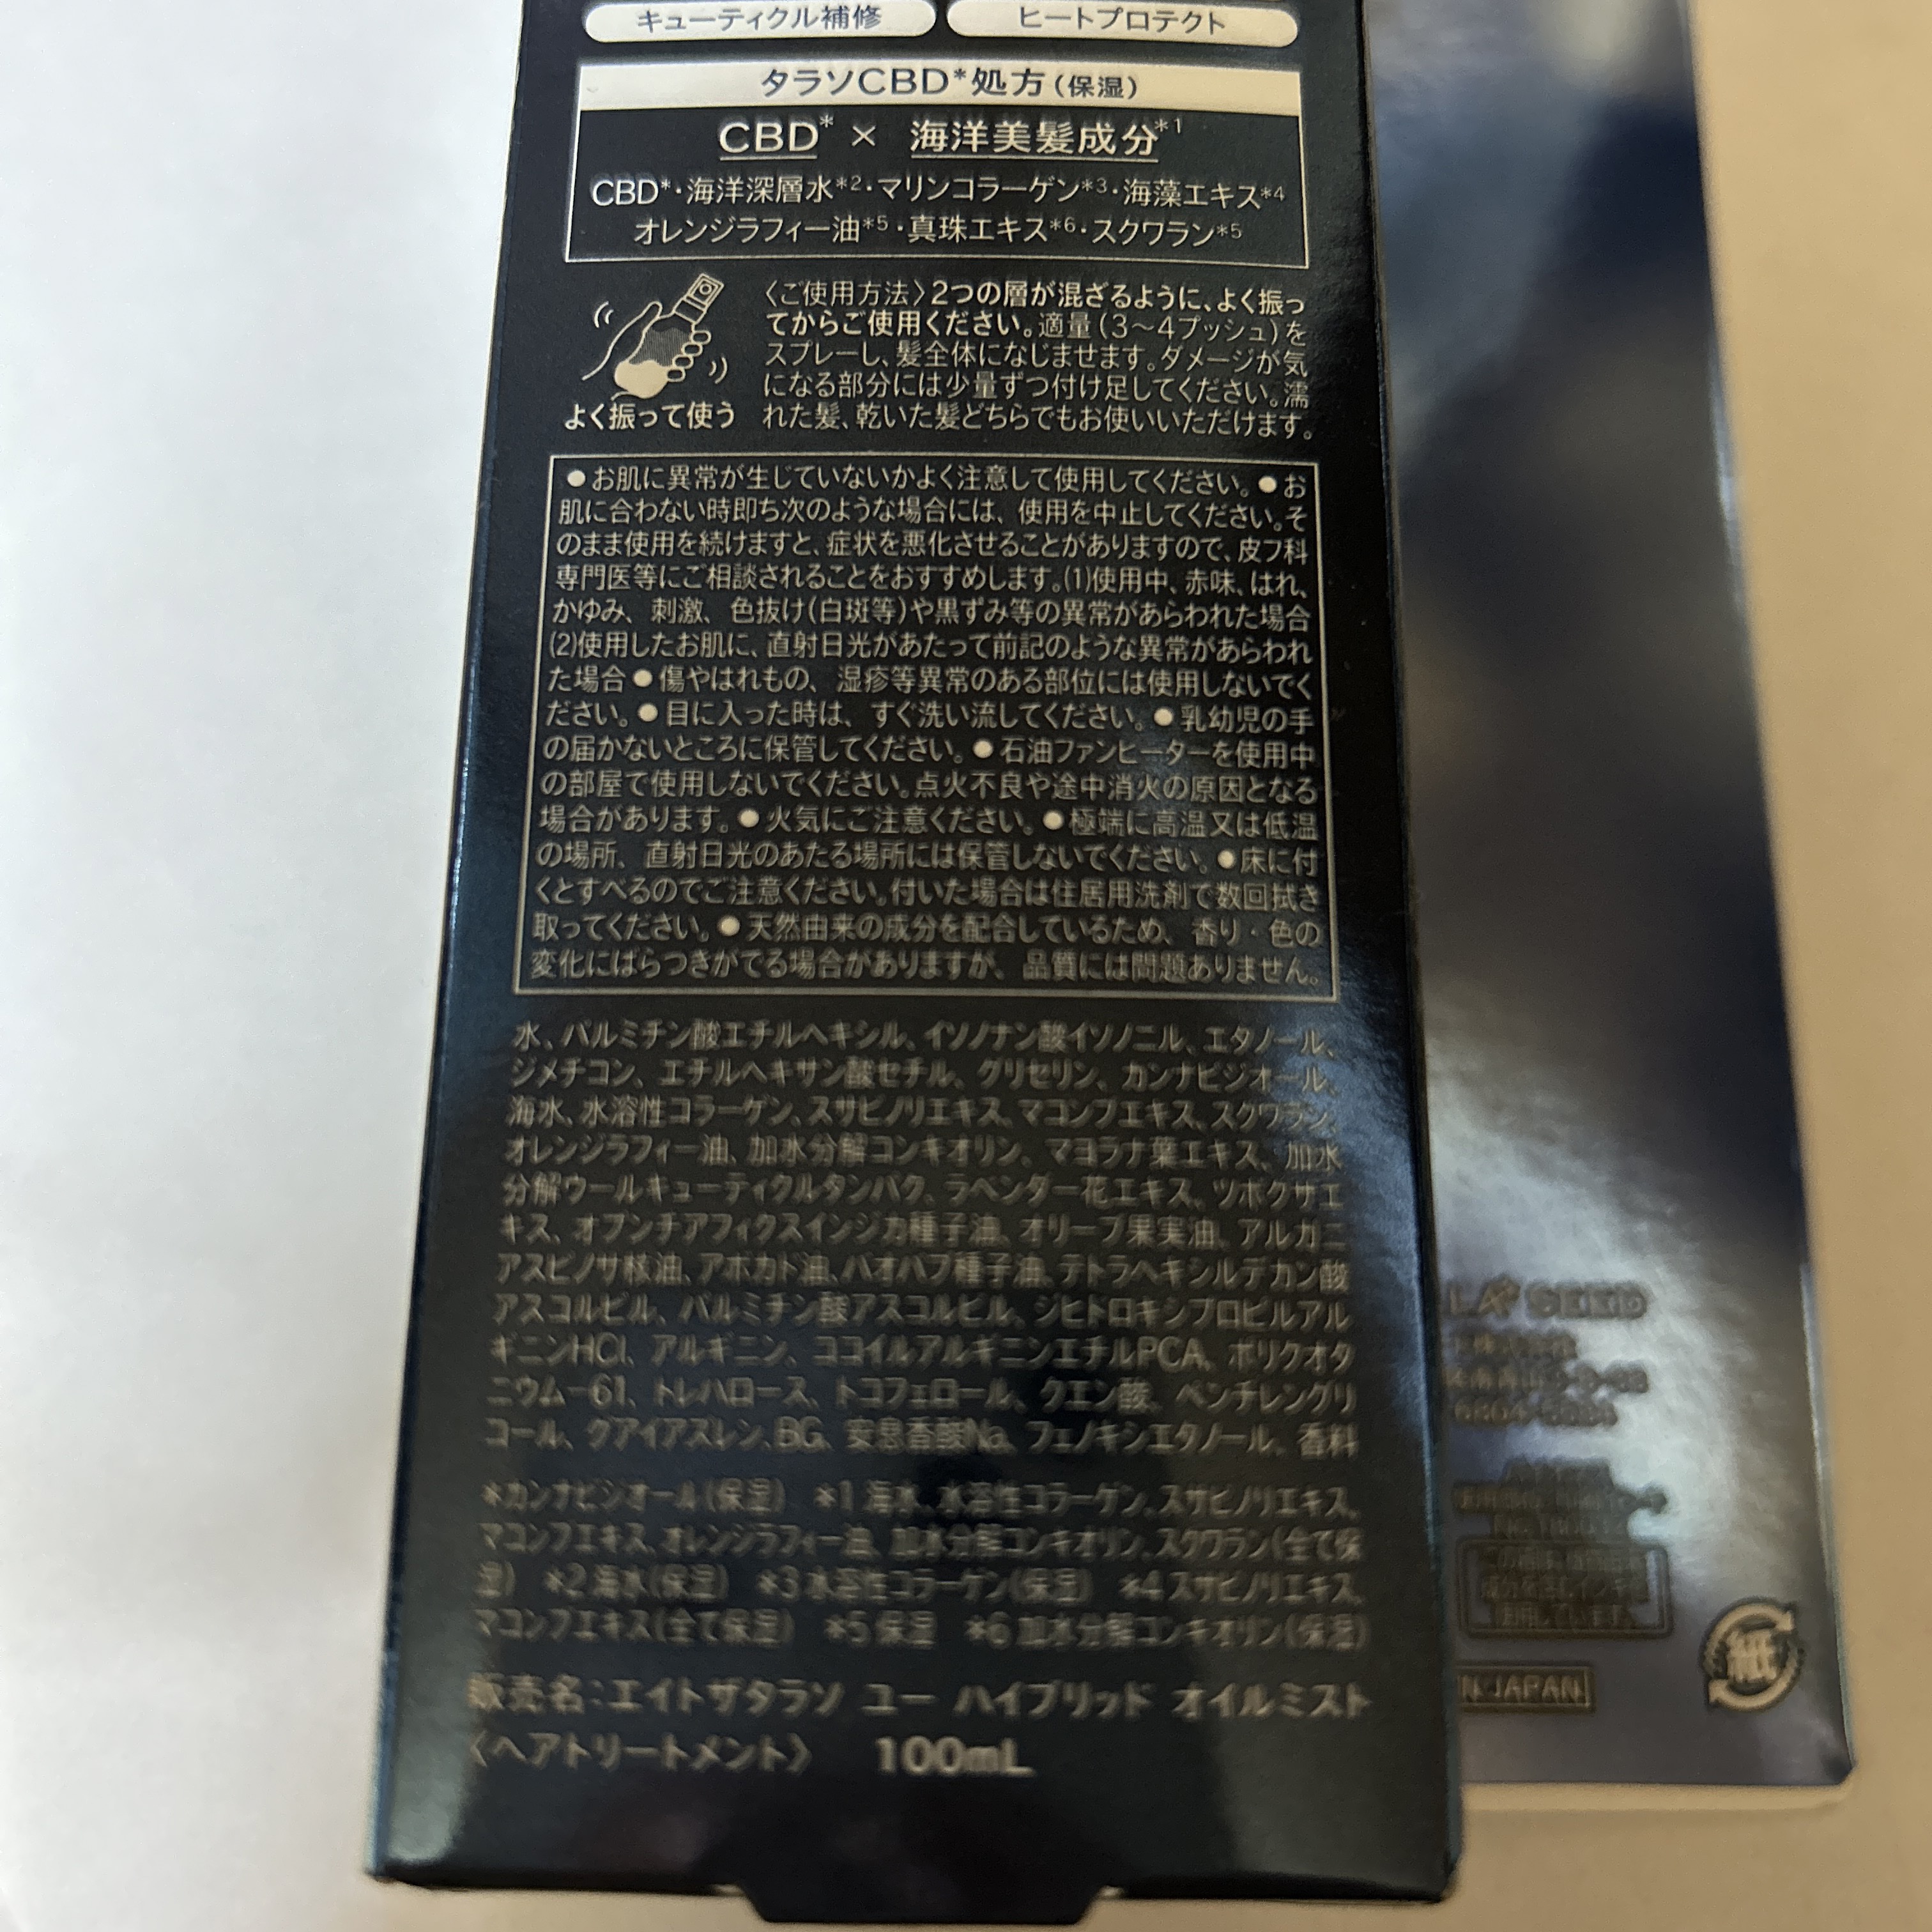 キューティクル補修
ヒートプロテクト
タラソCBD*処方(保湿)
CBD* × 海洋美髪成分*1
CBD*・海洋深層水*2・マリンコラーゲン*3・海藻エキス*4
オレンジラフィー油*5・真珠エキス*6・スクワラン*5
よく振って使う
〈ご使用方法〉2つの層が混ざるように、よく振っ
てからご使用ください。適量(3〜4プッシュ)を
スプレーし、髪全体になじませます。ダメージが気
になる部分には少量ずつ付け足してください。濡
れた髪、乾いた髪どちらでもお使いいただけます。
●お肌に異常が生じていないかよく注意して使用してください。●お
肌に合わない時即ち次のような場合には、使用を中止してください。そ
のまま使用を続けますと、症状を悪化させることがありますので、皮フ科
専門医等にご相談されることをおすすめします。(1)使用中、赤味、はれ、
かゆみ、刺激、色抜け(白斑等)や黒ずみ等の異常があらわれた場合
(2)使用したお肌に、直射日光があたって前記のような異常があらわれ
た場合●傷やはれもの、湿疹等異常のある部位には使用しないでく
ださい。●目に入った時は、すぐ洗い流してください。●乳幼児の手
の届かないところに保管してください。●石油ファンヒーターを使用中
の部屋で使用しないでください。点火不良や途中消火の原因となる
場合があります。●火気にご注意ください。●極端に高温又は低温
の場所、直射日光のあたる場所には保管しないでください。●床に付
くとすべるのでご注意ください。付いた場合は住居用洗剤で数回拭き
取ってください。●天然由来の成分を配合しているため、香り・色の
変化にばらつきがでる場合がありますが、品質には問題ありません。
水、パルミチン酸エチルヘキシル、イソノナン酸イソノニル、エタノール、
ジメチコン、エチルヘキサン酸セチル、グリセリン、カンナビジオール、
海水、水溶性コラーゲン、スサビノリエキス、マコンブエキス、スクワラン、
オレンジラフィー油、加水分解コンキオリン、マヨラナ葉エキス、加水
分解ウールキューティクルタンパク、ラベンダー花エキス、ツボクサエ
キス、オプンチアフィクスインジカ種子油、オリーブ果実油、アルガニ
アスピノサ核油、アボカド油、バオバブ種子油、テトラヘキシルデカン酸
アスコルビル、パルミチン酸アスコルビル、ジヒドロキシプロピルアル
ギニンHCl、アルギニン、ココイルアルギニンエチルPCA、ポリクオタ
ニウム-61、トレハロース、トコフェロール、クエン酸、ペンチレングリ
コール、グアイアズレン、BG、安息香酸Na、フェノキシエタノール、香料
*カンナビジオール(保湿) *1 海水、水溶性コラーゲン、スサビノリエキス、
マコンブエキス、オレンジラフィー油、加水分解コンキオリン、スクワラン(全て保
湿) *2 海水(保湿) *3 水溶性コラーゲン(保湿) *4 スサビノリエキス、
マコンブエキス(全て保湿) *5 保湿 *6 加水分解コンキオリン(保湿)
販売名:エイトザタラソ ユー ハイブリッド オイルミスト
〈ヘアトリートメント〉 100mL
SEED
JAPAN
紙